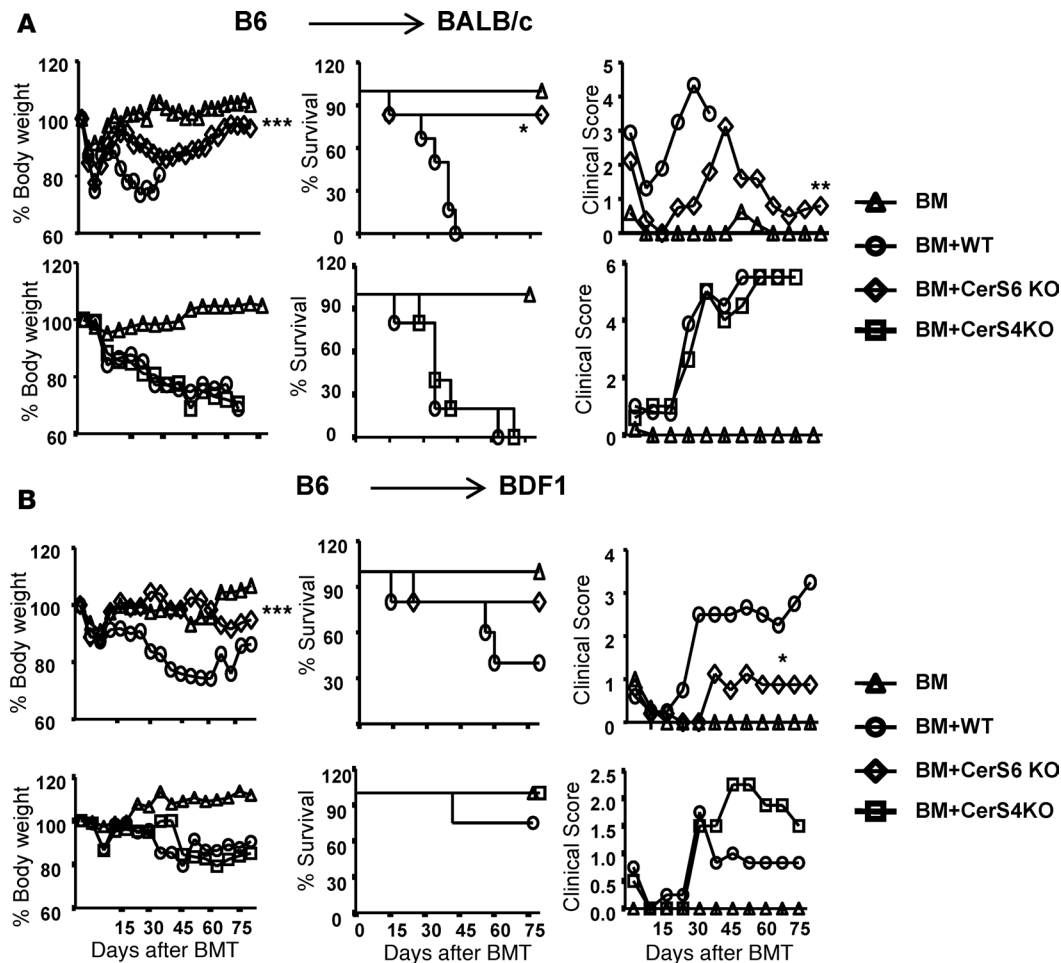 A
B6
BALB/c
% Body weight
120
100
80
60
% Survival
120
90
60
30
0
Clinical Score
5
4
3
2
1
0
***
*
**
% Body weight
120
100
80
60
% Survival
120
90
60
30
0
Clinical Score
6
4
2
0
BM
BM+WT
BM+CerS6 KO
BM+CerS4KO
B
B6
BDF1
% Body weight
120
100
80
60
% Survival
120
90
60
30
Clinical Score
4
3
2
1
0
***
*
% Body weight
120
100
80
60
15 30 45 60 75
Days after BMT
% Survival
120
90
60
30
0
0 15 30 45 60 75
Days after BMT
Clinical Score
2.5
2.0
1.5
1.0
0.5
0.0
15 30 45 60 75
Days after BMT
BM
BM+WT
BM+CerS6 KO
BM+CerS4KO